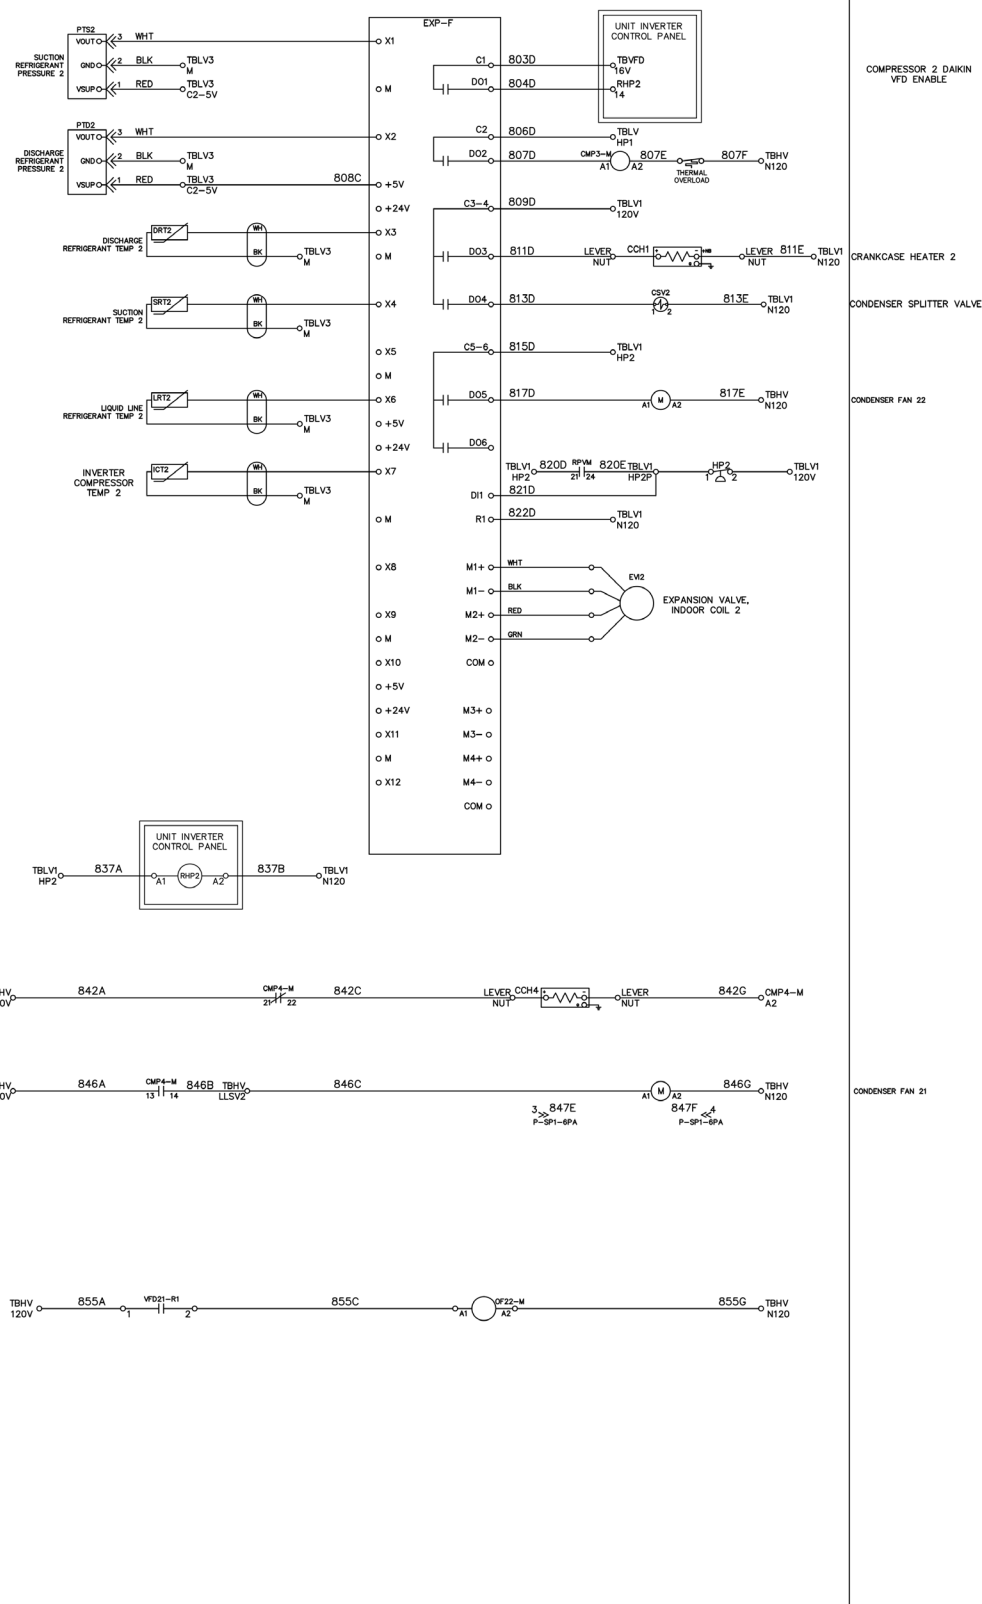 EXP-F
PTS2
VOUT 3 WHT
SUCTION
REFRIGERANT
PRESSURE 2
GND 2 BLK TBLV3
M
VSUP 1 RED TBLV3
C2-5V
X1
M
C1 803D
DO1 804D
UNIT INVERTER
CONTROL PANEL
TBVFD
16V
RHP2
14
COMPRESSOR 2 DAIKIN
VFD ENABLE
PTD2
VOUT 3 WHT
DISCHARGE
REFRIGERANT
PRESSURE 2
GND 2 BLK TBLV3
M
VSUP 1 RED TBLV3 808C
C2-5V
X2
+5V
+24V
C2 806D TBLV
HP1
DO2 807D CMP3-M 807E 807F TBHV
A1 A2 N120
THERMAL
OVERLOAD
C3-4 809D TBLV1
120V
DRT2 WH X3
DISCHARGE
REFRIGERANT TEMP 2
BK TBLV3
M
M
DO3 811D LEVER
NUT
CCH1
LEVER 811E TBLV1
NUT N120
CRANKCASE HEATER 2
SRT2 WH X4
SUCTION
REFRIGERANT TEMP 2
BK TBLV3
M
DO4 813D CSV2 813E TBLV1
1 2 N120
CONDENSER SPLITTER VALVE
X5
M
C5-6 815D TBLV1
HP2
LRT2 WH X6
LIQUID LINE
REFRIGERANT TEMP 2
BK TBLV3
M
+5V
+24V
DO5 817D M 817E TBHV
A1 A2 N120
CONDENSER FAN 22
DO6
ICT2 WH X7
INVERTER
COMPRESSOR
TEMP 2
BK TBLV3
M
TBLV1 820D RPVM 820E TBLV1 HP2 TBLV1
HP2 21 24 HP2P 1 2 120V
DI1 821D
M
R1 822D TBLV1
N120
X8
M1+ WHT
M1- BLK
EVI2
EXPANSION VALVE,
INDOOR COIL 2
X9
M2+ RED
M
M2- GRN
X10
COM
+5V
+24V
M3+
X11
M3-
M
M4+
X12
M4-
COM
UNIT INVERTER
CONTROL PANEL
TBLV1 837A RHP2 837B TBLV1
HP2 A1 A2 N120
HV 842A CMP4-M 842C LEVER CCH4 LEVER 842G CMP4-M
0V 21 22 NUT NUT A2
HV 846A CMP4-M 846B TBHV 846C M 846G TBHV
0V 13 14 LLSV2 A1 A2 N120
CONDENSER FAN 21
3 847E 847F 4
P-SP1-6PA P-SP1-6PA
TBHV 855A VFD21-R1 855C OF22-M 855G TBHV
120V 1 2 A1 A2 N120